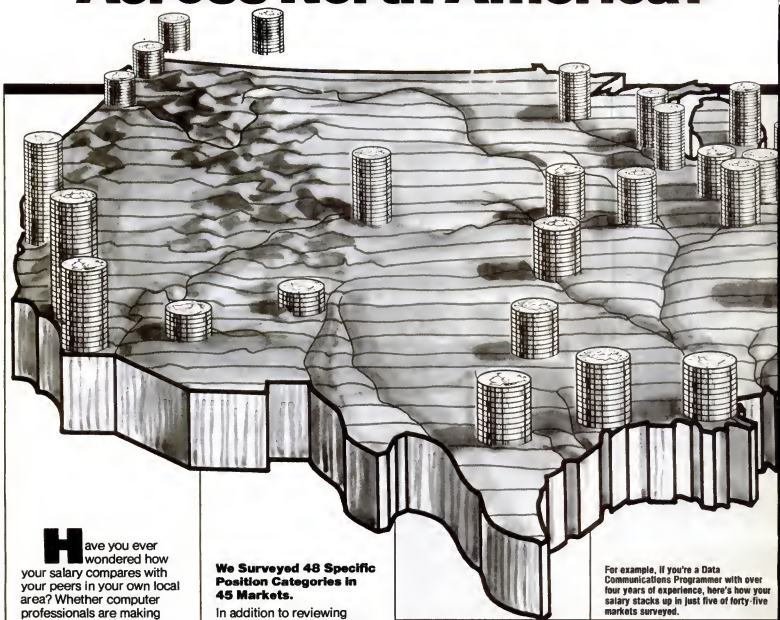 Across North America?
Have you ever
wondered how
your salary compares with
your peers in your own local
area? Whether computer
professionals are making
We Surveyed 48 Specific
Position Categories in
45 Markets.
In addition to reviewing
For example, if you're a Data
Communications Programmer with over
four years of experience, here's how your
salary stacks up in just five of forty-five
markets surveyed.